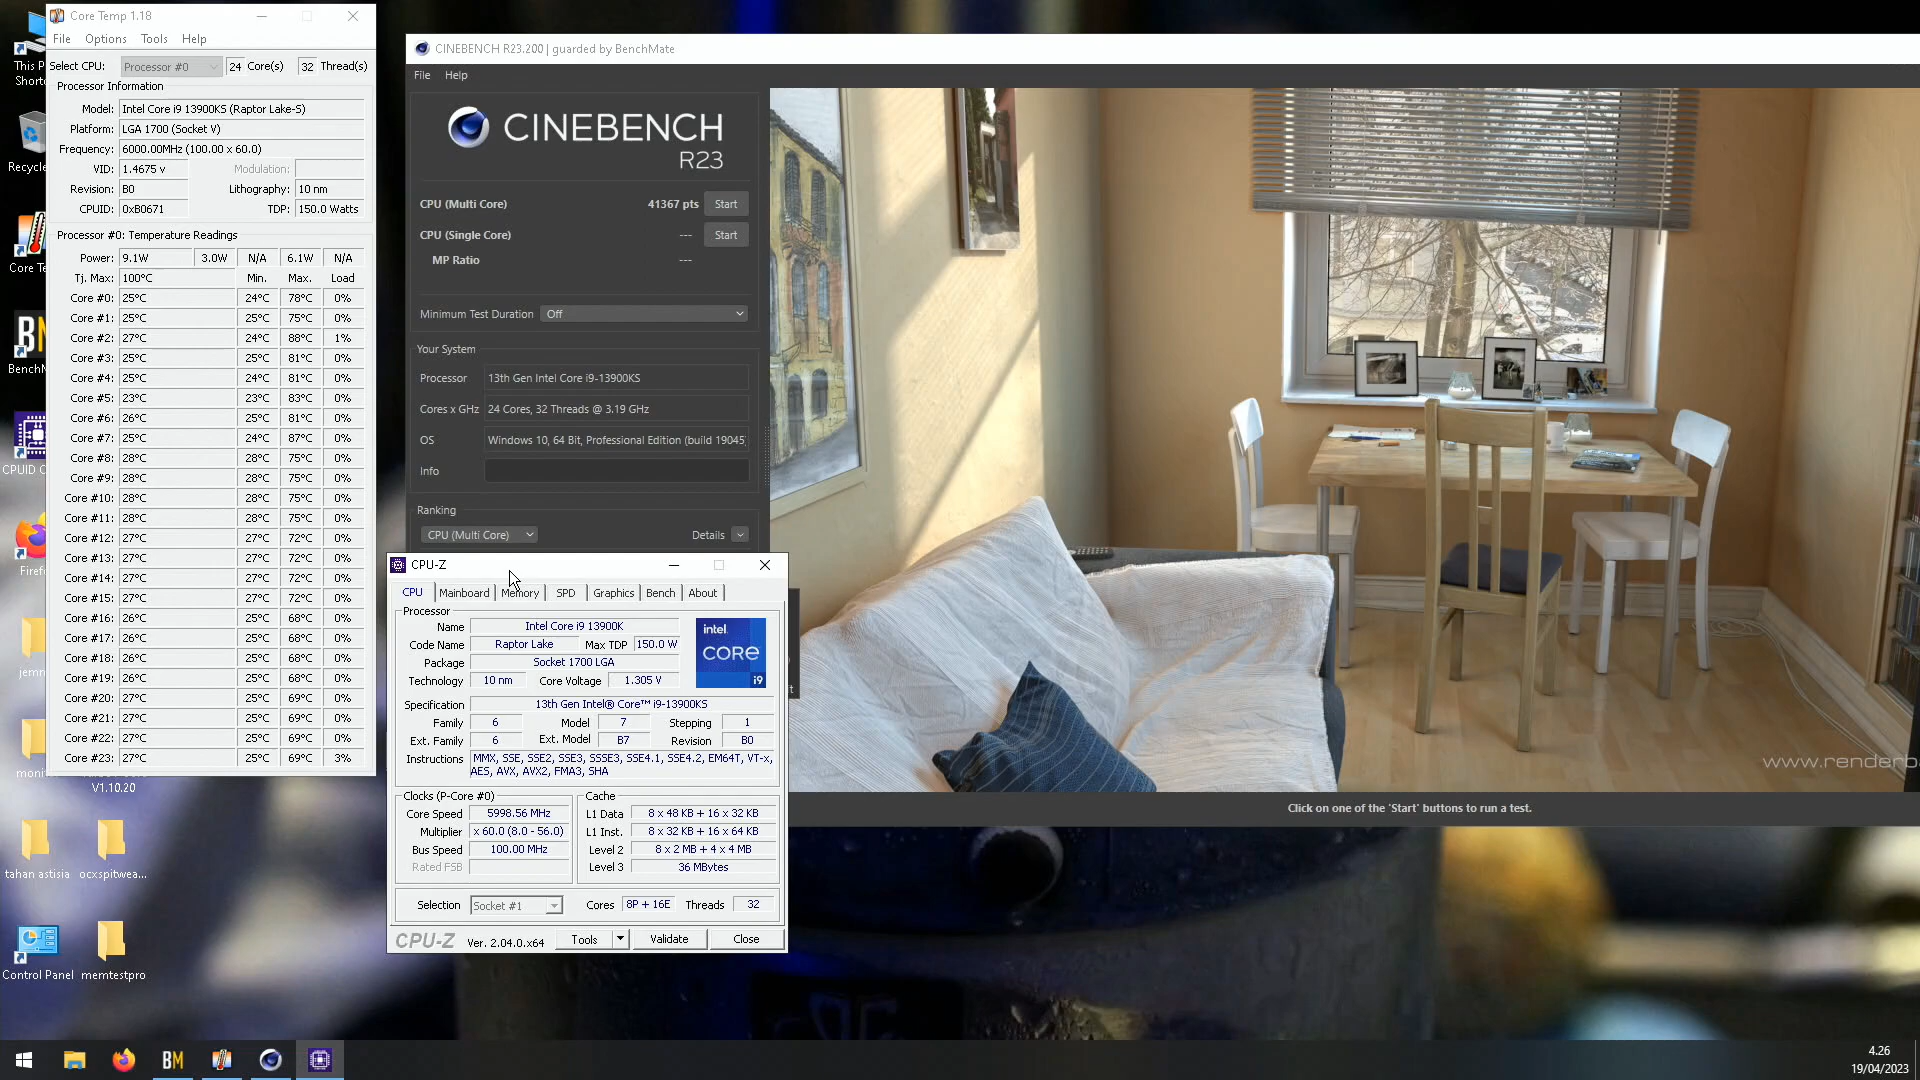 Core Temp 1.18
File Options Tools Help
Select CPU: Processor #0 24 Core(s) 32 Thread(s)
Processor Information
Model: Intel Core i9 13900KS (Raptor Lake-S)
Platform: LGA 1700 (Socket V)
Frequency: 6000.00MHz (100.00 x 60.0)
VID: 1.4675 v Modulation:
Revision: B0 Lithography: 10 nm
CPUID: 0xB0671 TDP: 150.0 Watts
Processor #0: Temperature Readings
Power: 9.1W 3.0W N/A 6.1W N/A
Tj. Max: 100°C Min. Max. Load
Core #0: 25°C 24°C 78°C 0%
Core #1: 25°C 25°C 75°C 0%
Core #2: 27°C 24°C 88°C 1%
Core #3: 25°C 25°C 81°C 0%
Core #4: 25°C 24°C 81°C 0%
Core #5: 23°C 23°C 83°C 0%
Core #6: 26°C 25°C 81°C 0%
Core #7: 25°C 24°C 87°C 0%
Core #8: 28°C 28°C 75°C 0%
Core #9: 28°C 28°C 75°C 0%
Core #10: 28°C 28°C 75°C 0%
Core #11: 28°C 28°C 75°C 0%
Core #12: 27°C 27°C 72°C 0%
Core #13: 27°C 27°C 72°C 0%
Core #14: 27°C 27°C 72°C 0%
Core #15: 27°C 27°C 72°C 0%
Core #16: 26°C 25°C 68°C 0%
Core #17: 26°C 25°C 68°C 0%
Core #18: 26°C 25°C 68°C 0%
Core #19: 26°C 25°C 68°C 0%
Core #20: 27°C 25°C 69°C 0%
Core #21: 27°C 25°C 69°C 0%
Core #22: 27°C 25°C 69°C 0%
Core #23: 27°C 25°C 69°C 3%
CINEBENCH R23.200 | guarded by BenchMate
File Help
CINEBENCH
R23
CPU (Multi Core) 41367 pts Start
CPU (Single Core) --- Start
MP Ratio ---
Minimum Test Duration Off
Your System
Processor 13th Gen Intel Core i9-13900KS
Cores x GHz 24 Cores, 32 Threads @ 3.19 GHz
OS Windows 10, 64 Bit, Professional Edition (build 19045)
Info
Ranking
CPU (Multi Core) Details
www.renderba
Click on one of the 'Start' buttons to run a test.
CPU-Z
CPU Mainboard Memory SPD Graphics Bench About
Processor
Name Intel Core i9 13900K
Code Name Raptor Lake Max TDP 150.0 W
Package Socket 1700 LGA
Technology 10 nm Core Voltage 1.305 V
intel.
CORE
i9
Specification 13th Gen Intel® Core™ i9-13900KS
Family 6 Model 7 Stepping 1
Ext. Family 6 Ext. Model B7 Revision B0
Instructions MMX, SSE, SSE2, SSE3, SSSE3, SSE4.1, SSE4.2, EM64T, VT-x,
AES, AVX, AVX2, FMA3, SHA
Clocks (P-Core #0)
Core Speed 5998.56 MHz
Multiplier x 60.0 (8.0 - 56.0)
Bus Speed 100.00 MHz
Rated FSB
Cache
L1 Data 8 x 48 KB + 16 x 32 KB
L1 Inst. 8 x 32 KB + 16 x 64 KB
Level 2 8 x 2 MB + 4 x 4 MB
Level 3 36 MBytes
Selection Socket #1 Cores 8P + 16E Threads 32
CPU-Z Ver. 2.04.0.x64 Tools Validate Close
This P
Shortc
Recycle
Core Te
BM
BenchM
CPUID C
Firef
jemn
monit
V1.10.20
tahan astisia
ocxspitwea...
Control Panel
memtestpro
BM
4.26
19/04/2023